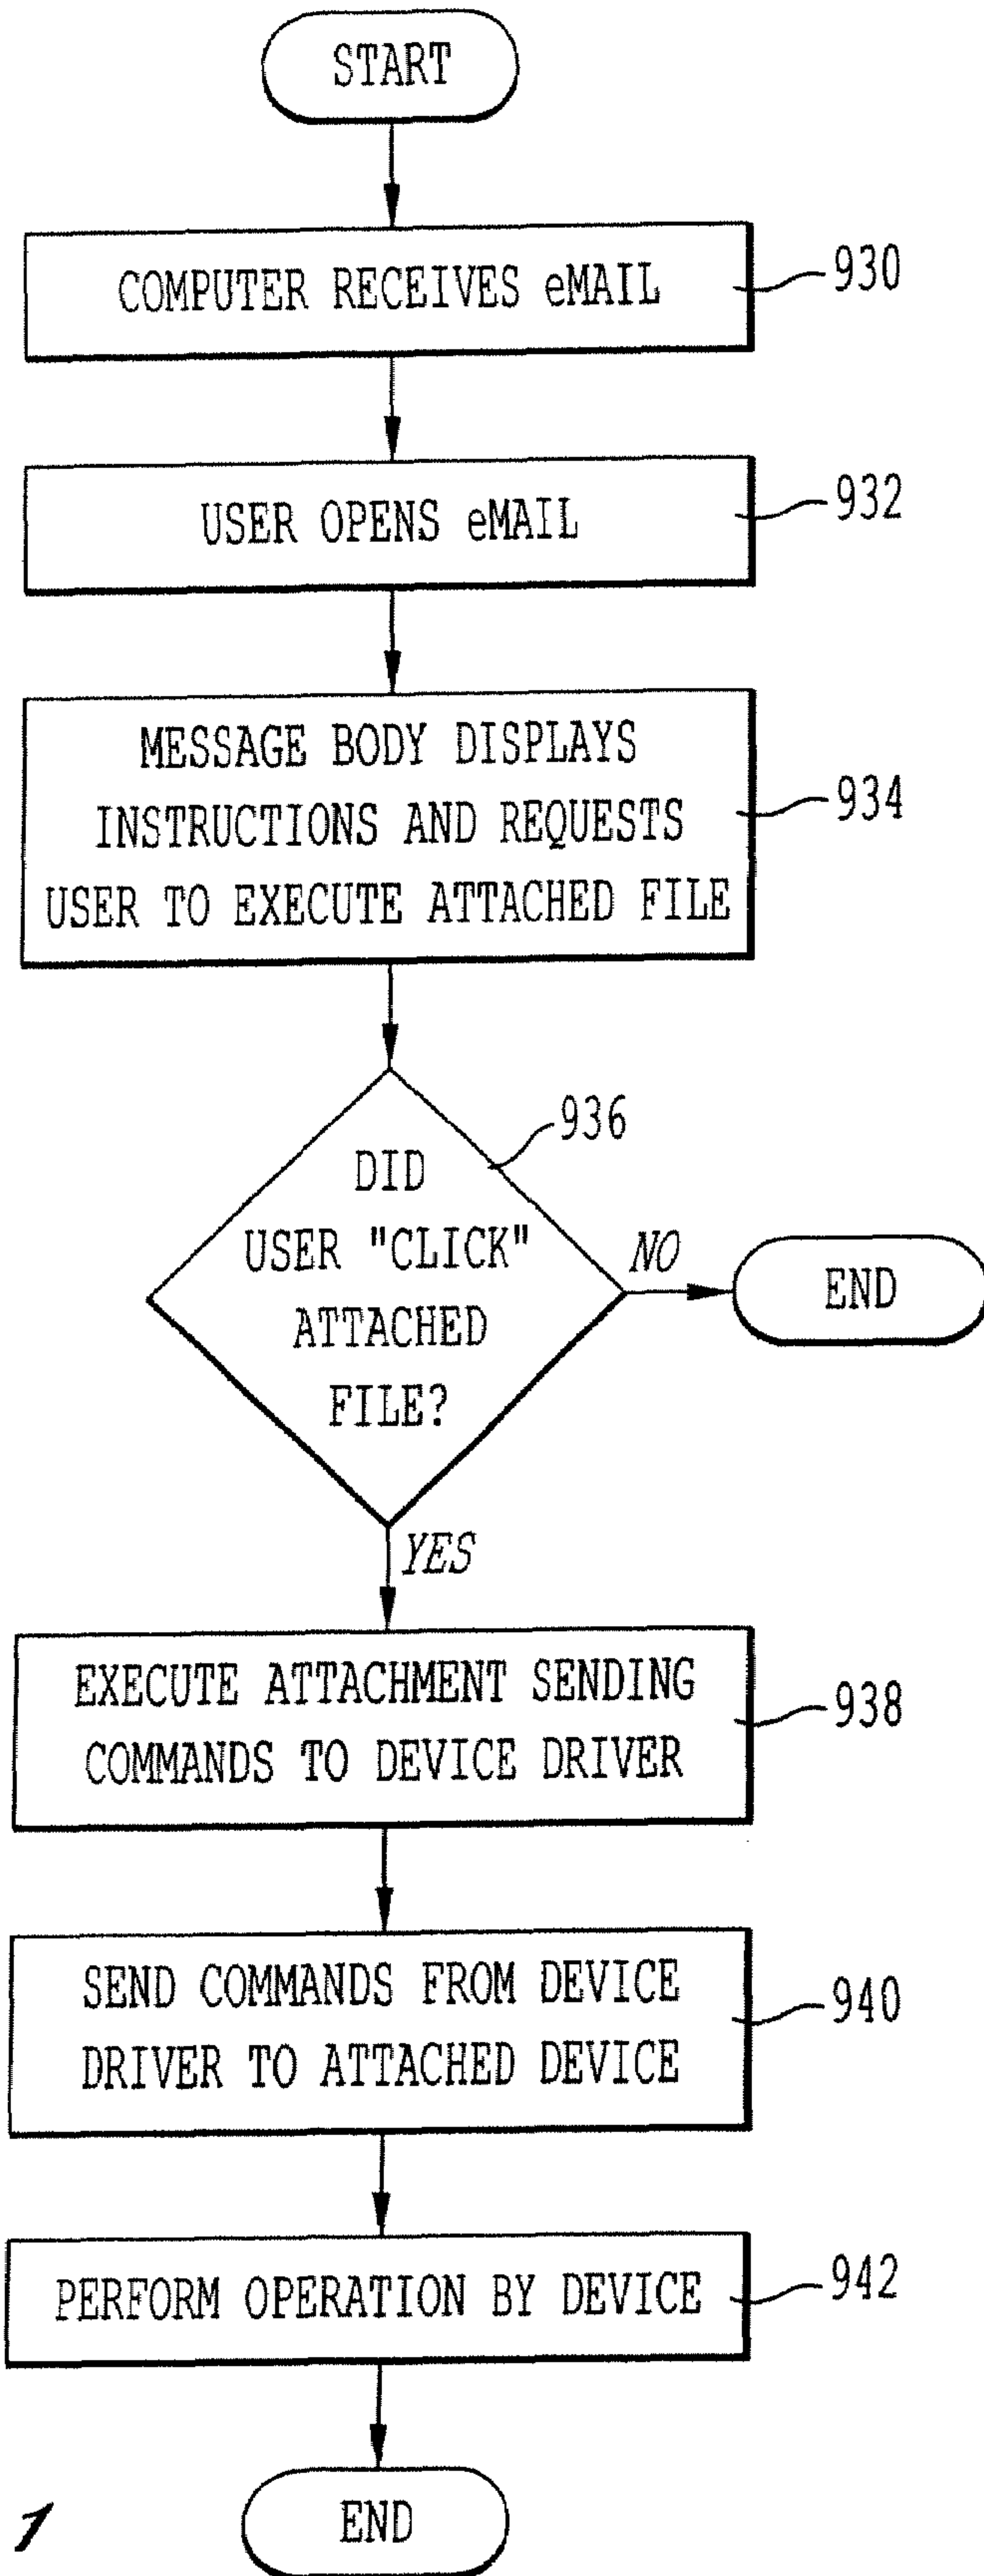 START
COMPUTER RECEIVES eMAIL
930
USER OPENS eMAIL
932
MESSAGE BODY DISPLAYS
INSTRUCTIONS AND REQUESTS
USER TO EXECUTE ATTACHED FILE
934
936
DID
USER "CLICK"
ATTACHED
FILE?
NO
END
YES
EXECUTE ATTACHMENT SENDING
COMMANDS TO DEVICE DRIVER
938
SEND COMMANDS FROM DEVICE
DRIVER TO ATTACHED DEVICE
940
PERFORM OPERATION BY DEVICE
942
END
1